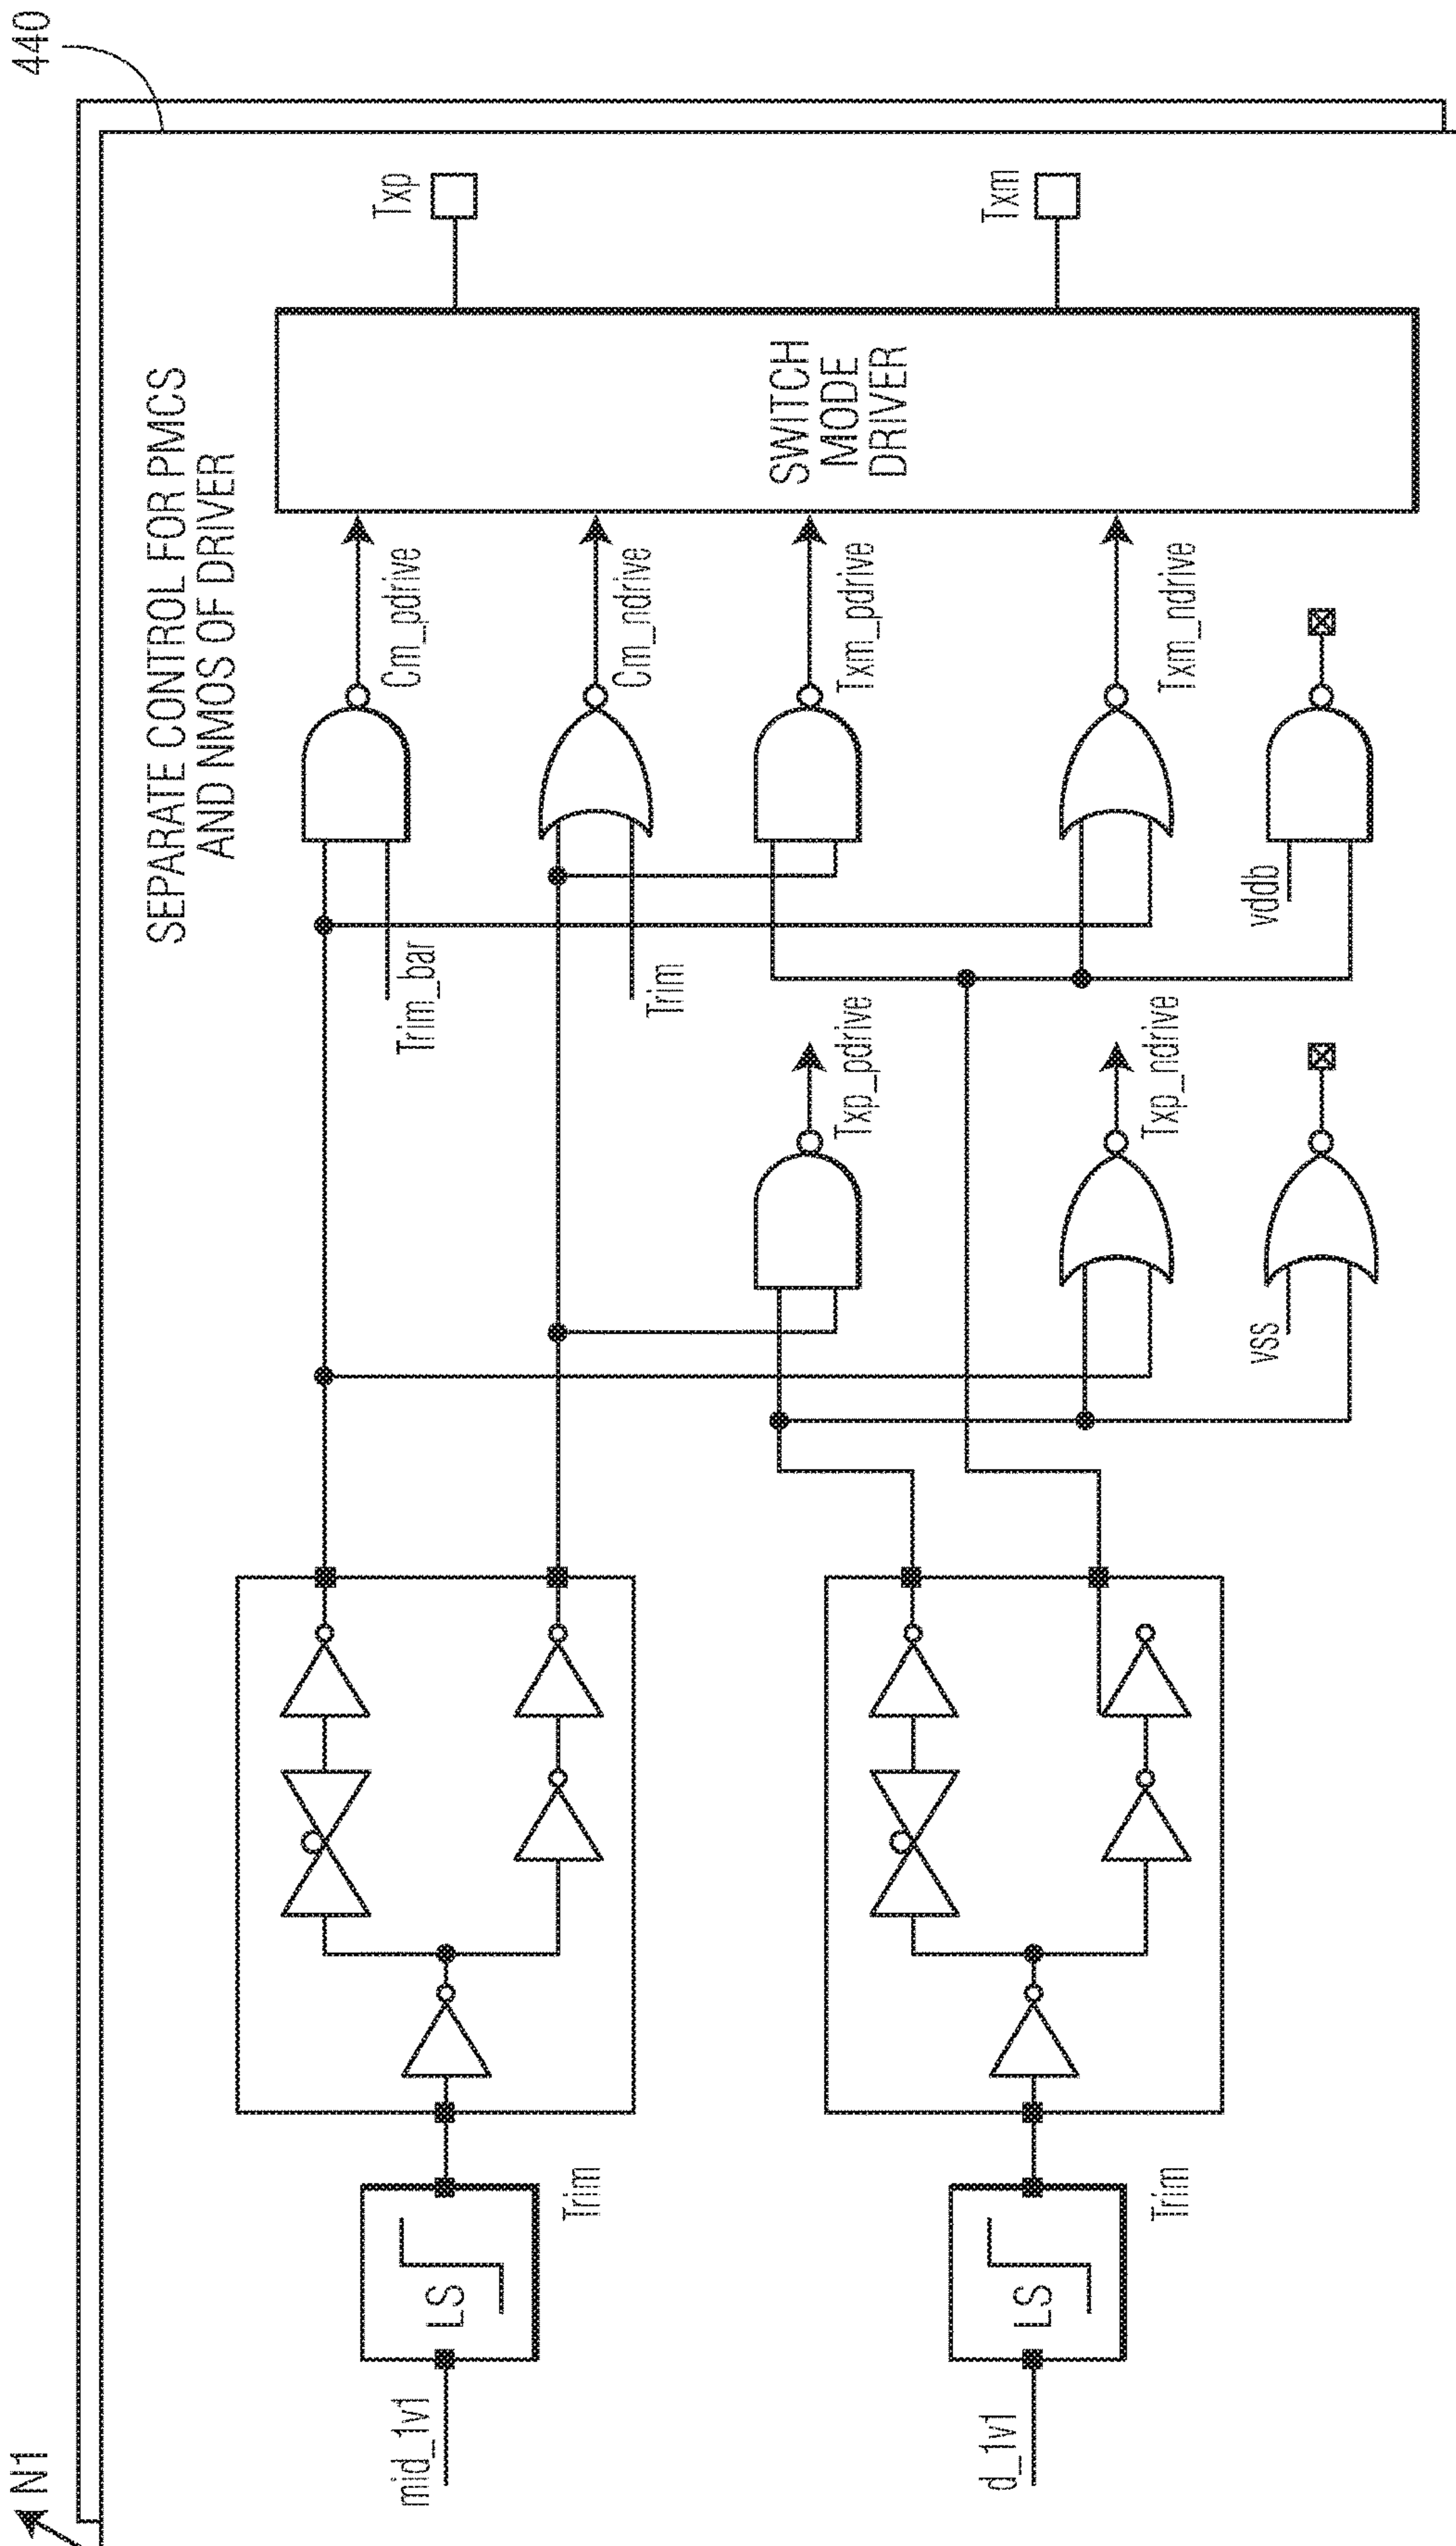 440
N1
SEPARATE CONTROL FOR PMCS
AND NMOS OF DRIVER
mid_1v1
LS
Trim
d_1v1
LS
Trim
Trim_bar
Trim
Cm_pdrive
Cm_ndrive
Txp_pdrive
Txp_ndrive
vss
Txm_pdrive
Txm_ndrive
vddb
SWITCH
MODE
DRIVER
Txp
Txm